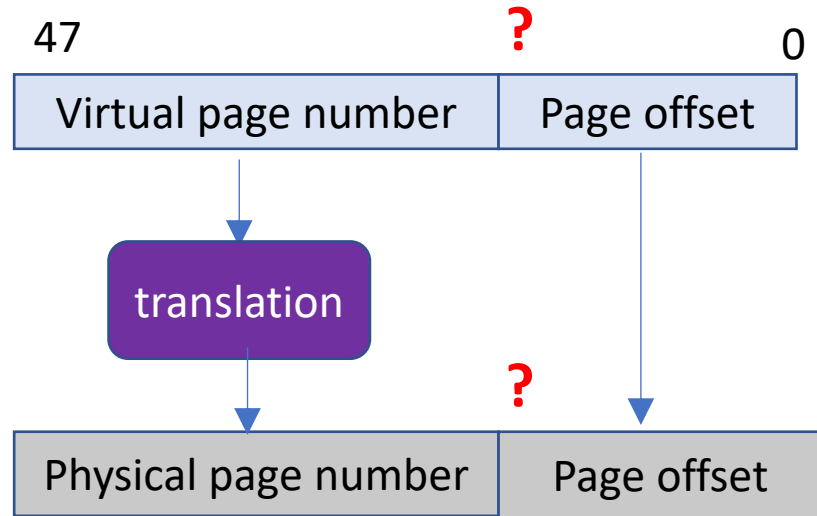 47 ? 0
Virtual page number Page offset
translation
?
Physical page number Page offset